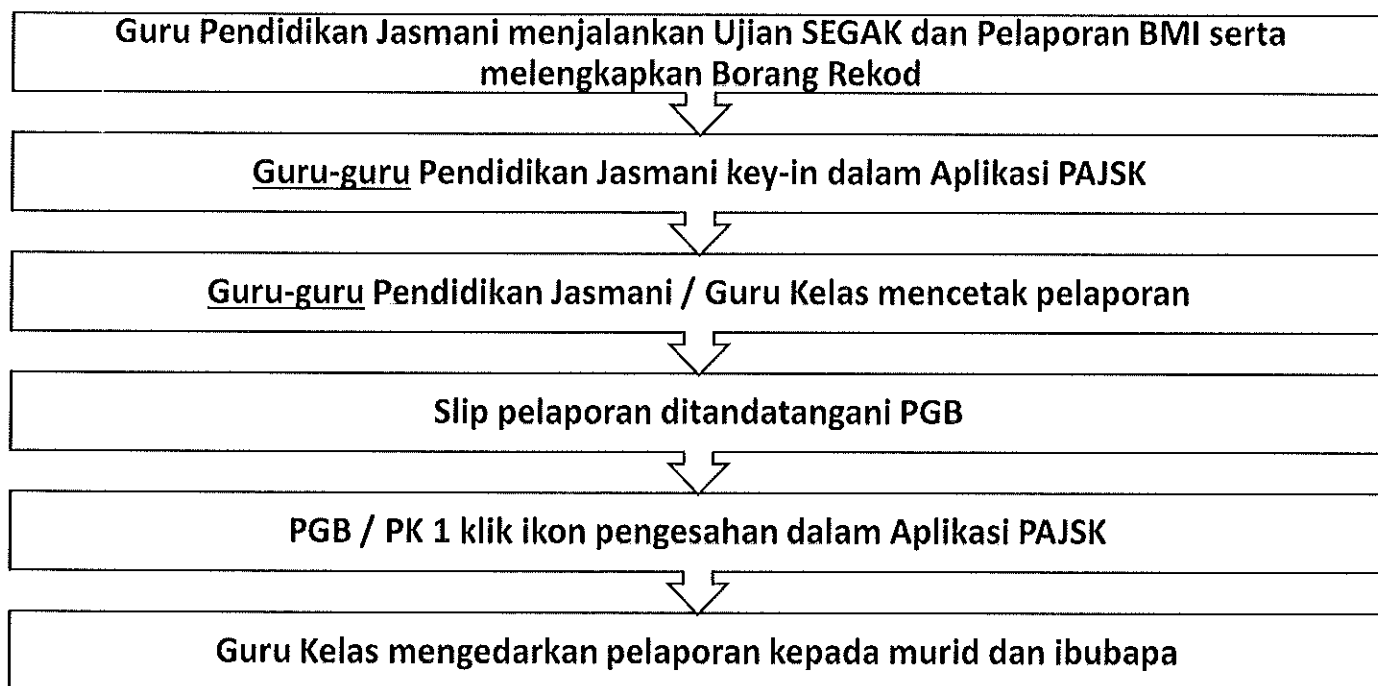 Guru Pendidikan Jasmani menjalankan Ujian SEGAK dan Pelaporan BMI serta
melengkapkan Borang Rekod
Guru-guru Pendidikan Jasmani key-in dalam Aplikasi PAJSK
Guru-guru Pendidikan Jasmani / Guru Kelas mencetak pelaporan
Slip pelaporan ditandatangani PGB
PGB / PK 1 klik ikon pengesahan dalam Aplikasi PAJSK
Guru Kelas mengedarkan pelaporan kepada murid dan ibubapa